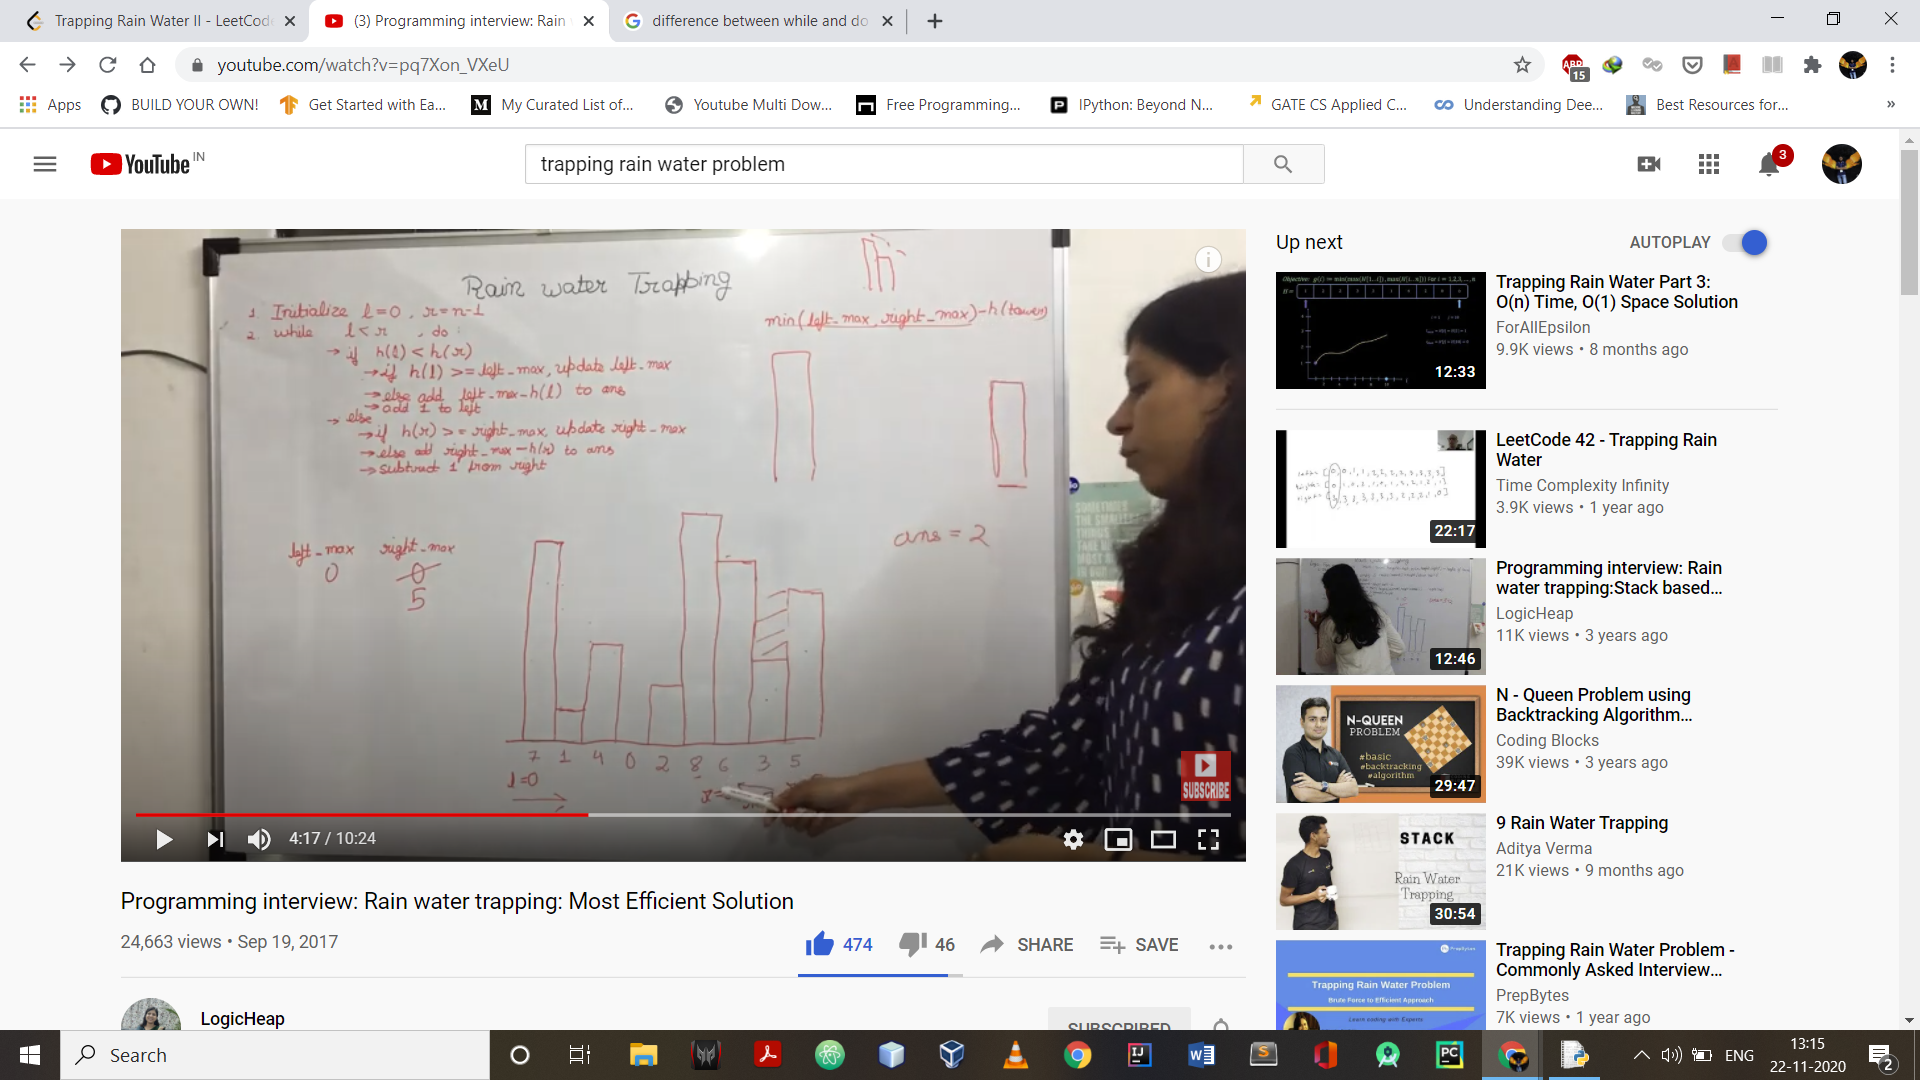 Trapping Rain Water II - LeetCod
(3) Programming interview: Rain
difference between while and do
youtube.com/watch?v=pq7Xon_VXeU
ABP
15
Apps
BUILD YOUR OWN!
Get Started with Ea...
My Curated List of...
Youtube Multi Dow...
Free Programming...
IPython: Beyond N...
GATE CS Applied C...
Understanding Dee...
Best Resources for...
»
YouTube IN
trapping rain water problem
3
Rain water Trapping
1 Initialize l=0, r=n-1
2. while l<r, do
→ if h(l) < h(r)
→ if h(l) >= left_max, update left_max
→ else add left_max-h(l) to ans
→ add 1 to left
→ else
→ if h(r) >= right_max, update right_max
→ else add right_max-h(r) to ans
→ subtract 1 from right
min(left_max, right_max)-h(tower)
left_max right_max
0 0
5
ans = 2
7 1 4 0 2 8 6 3 5
l=0
SUBSCRIBE
4:17 / 10:24
Programming interview: Rain water trapping: Most Efficient Solution
24,663 views • Sep 19, 2017
474
46
SHARE
SAVE
LogicHeap
SUBSCRIBED
Up next
AUTOPLAY
12:33
Trapping Rain Water Part 3:
O(n) Time, O(1) Space Solution
ForAllEpsilon
9.9K views • 8 months ago
22:17
LeetCode 42 - Trapping Rain
Water
Time Complexity Infinity
3.9K views • 1 year ago
12:46
Programming interview: Rain
water trapping:Stack based...
LogicHeap
11K views • 3 years ago
N-QUEEN
PROBLEM
#basic
#backtracking
#algorithm
29:47
N - Queen Problem using
Backtracking Algorithm...
Coding Blocks
39K views • 3 years ago
STACK
Rain Water
Trapping
30:54
9 Rain Water Trapping
Aditya Verma
21K views • 9 months ago
PrepBytes
Trapping Rain Water Problem
Brute Force to Efficient Approach
Learn coding with Experts
Trapping Rain Water Problem -
Commonly Asked Interview...
PrepBytes
7K views • 1 year ago
Search
ENG
13:15
22-11-2020
2